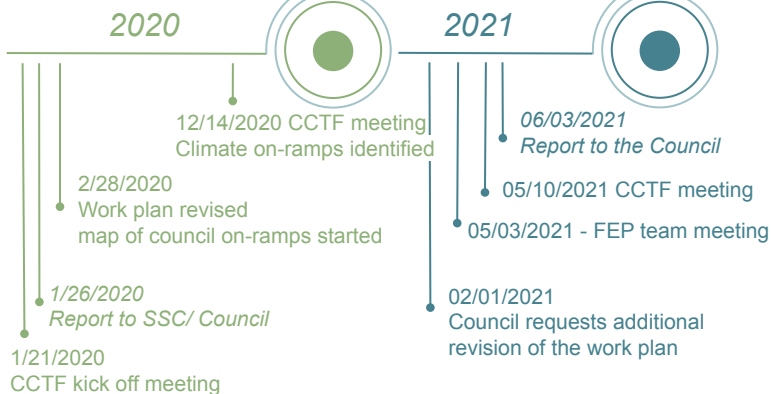 2020
2021
12/14/2020 CCTF meeting
Climate on-ramps identified
2/28/2020
Work plan revised
map of council on-ramps started
1/26/2020
Report to SSC/ Council
1/21/2020
CCTF kick off meeting
06/03/2021
Report to the Council
05/10/2021 CCTF meeting
05/03/2021 - FEP team meeting
02/01/2021
Council requests additional
revision of the work plan